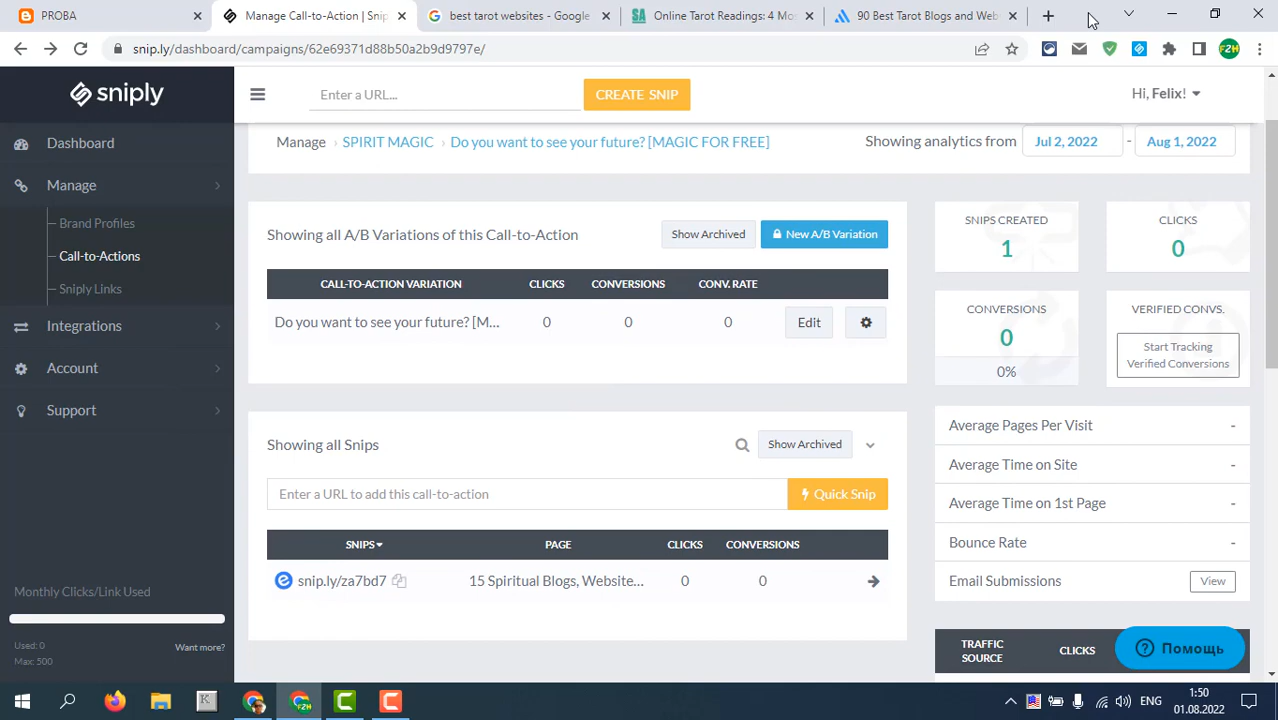 PROBA
Manage Call-to-Action | Snip
best tarot websites - Google
Online Tarot Readings: 4 Mo
90 Best Tarot Blogs and Web
snip.ly/dashboard/campaigns/62e69371d88b50a2b9d9797e/
sniply
Enter a URL...
CREATE SNIP
Hi, Felix!
Dashboard
Manage
Brand Profiles
Call-to-Actions
Sniply Links
Integrations
Account
Support
Monthly Clicks/Link Used
Used: 0
Max: 500
Want more?
Manage › SPIRIT MAGIC › Do you want to see your future? [MAGIC FOR FREE]
Showing analytics from Jul 2, 2022 - Aug 1, 2022
Showing all A/B Variations of this Call-to-Action
Show Archived
New A/B Variation
CALL-TO-ACTION VARIATION CLICKS CONVERSIONS CONV. RATE
Do you want to see your future? [M... 0 0 0 Edit
Showing all Snips
Show Archived
Enter a URL to add this call-to-action
Quick Snip
SNIPS PAGE CLICKS CONVERSIONS
snip.ly/za7bd7 15 Spiritual Blogs, Website... 0 0
SNIPS CREATED
1
CLICKS
0
CONVERSIONS
0
0%
VERIFIED CONVS.
Start Tracking
Verified Conversions
Average Pages Per Visit -
Average Time on Site -
Average Time on 1st Page -
Bounce Rate -
Email Submissions View
TRAFFIC
SOURCE
CLICKS
Помощь
F2H
ENG
1:50
01.08.2022